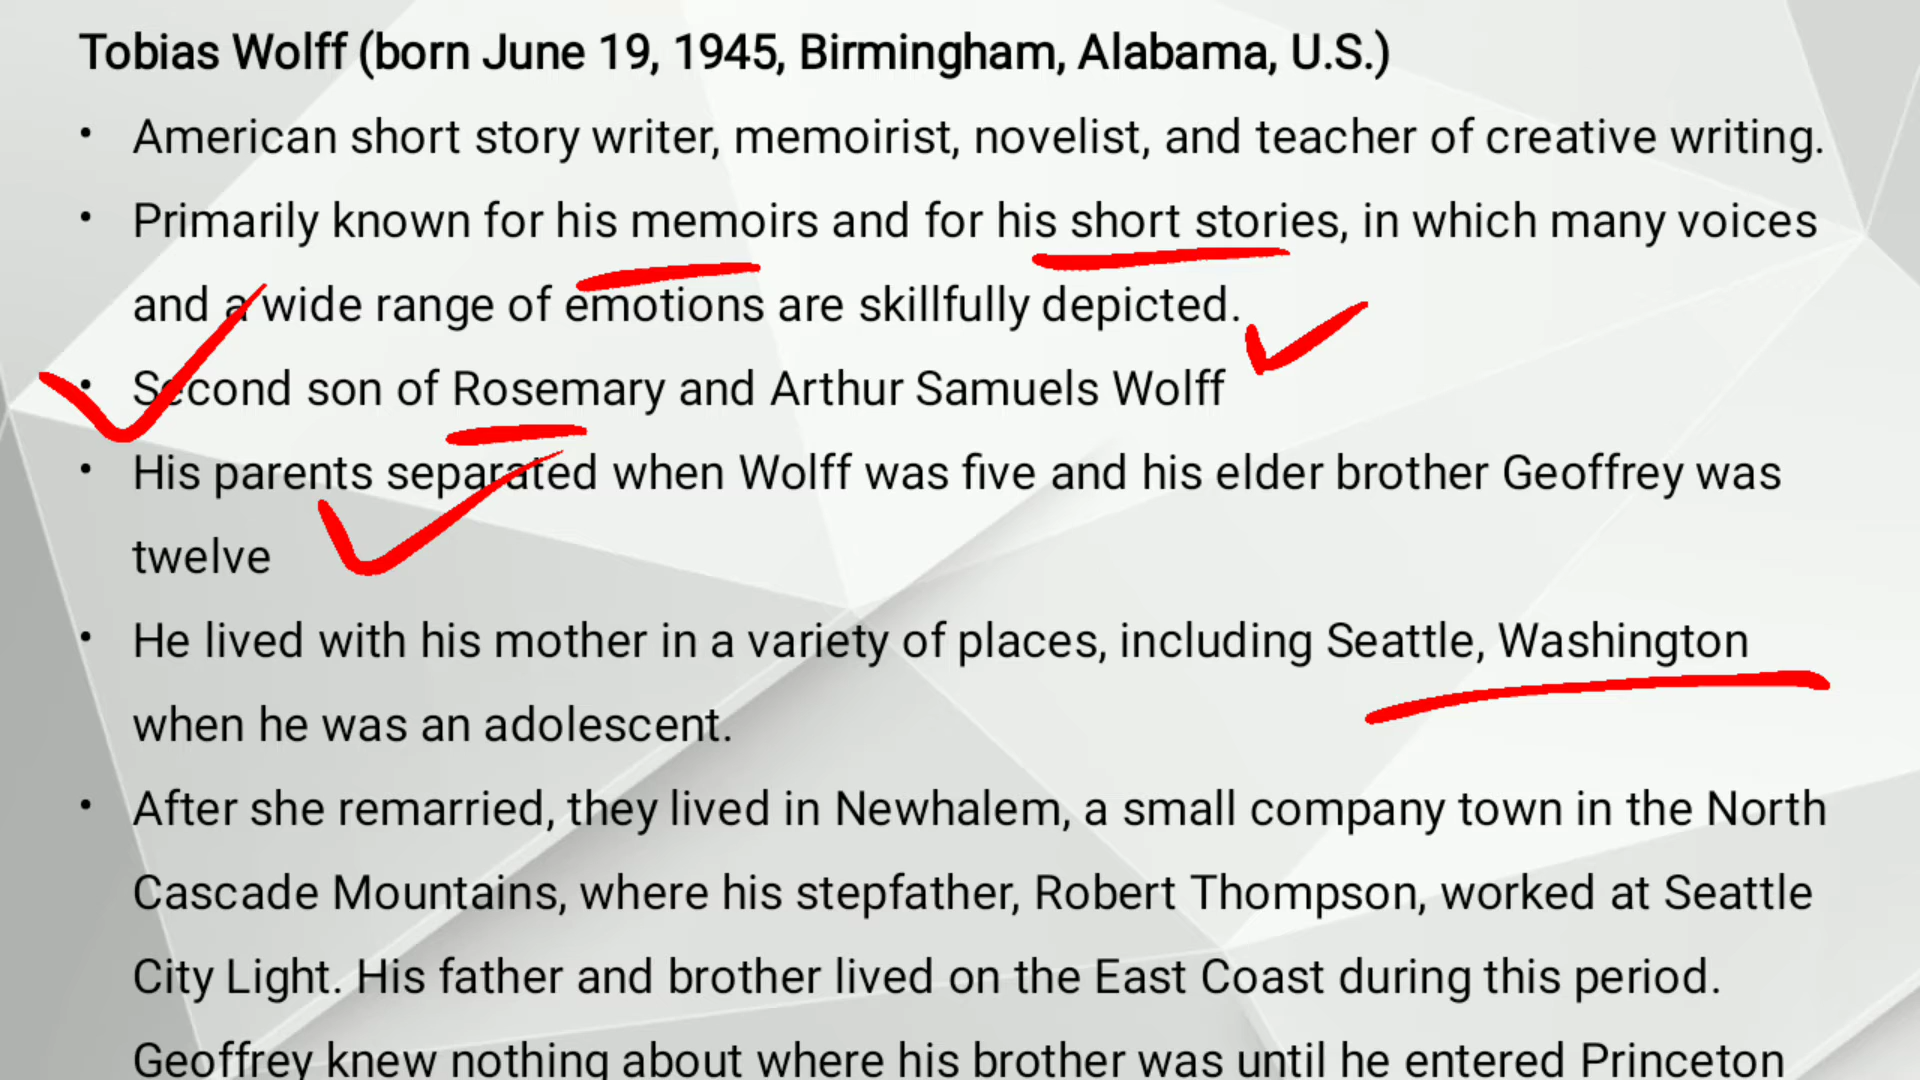 Tobias Wolff (born June 19, 1945, Birmingham, Alabama, U.S.)
• American short story writer, memoirist, novelist, and teacher of creative writing.
• Primarily known for his memoirs and for his short stories, in which many voices
and a wide range of emotions are skillfully depicted.
• Second son of Rosemary and Arthur Samuels Wolff
• His parents separated when Wolff was five and his elder brother Geoffrey was
twelve
• He lived with his mother in a variety of places, including Seattle, Washington
when he was an adolescent.
• After she remarried, they lived in Newhalem, a small company town in the North
Cascade Mountains, where his stepfather, Robert Thompson, worked at Seattle
City Light. His father and brother lived on the East Coast during this period.
Geoffrey knew nothing about where his brother was until he entered Princeton